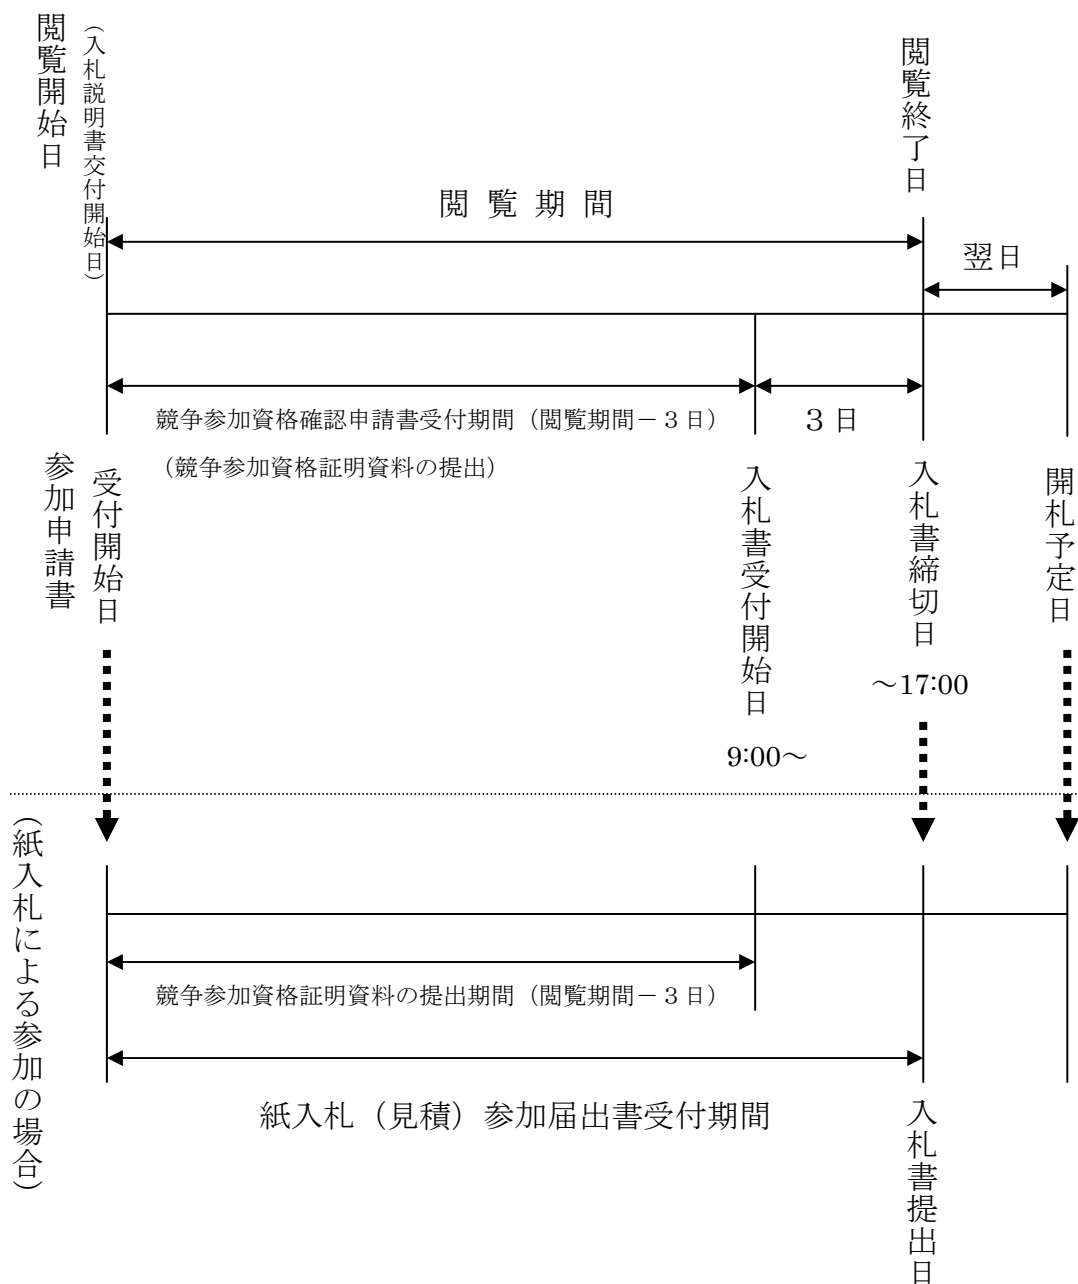 閲覧開始日
（入札説明書交付開始日）
閲覧終了日
閲覧期間
翌日
競争参加資格確認申請書受付期間（閲覧期間－３日）
（競争参加資格証明資料の提出）
３日
参加申請書
受付開始日
入札書受付開始日
9:00～
入札書締切日
～17:00
開札予定日
（紙入札による参加の場合）
競争参加資格証明資料の提出期間（閲覧期間－３日）
紙入札（見積）参加届出書受付期間
入札書提出日